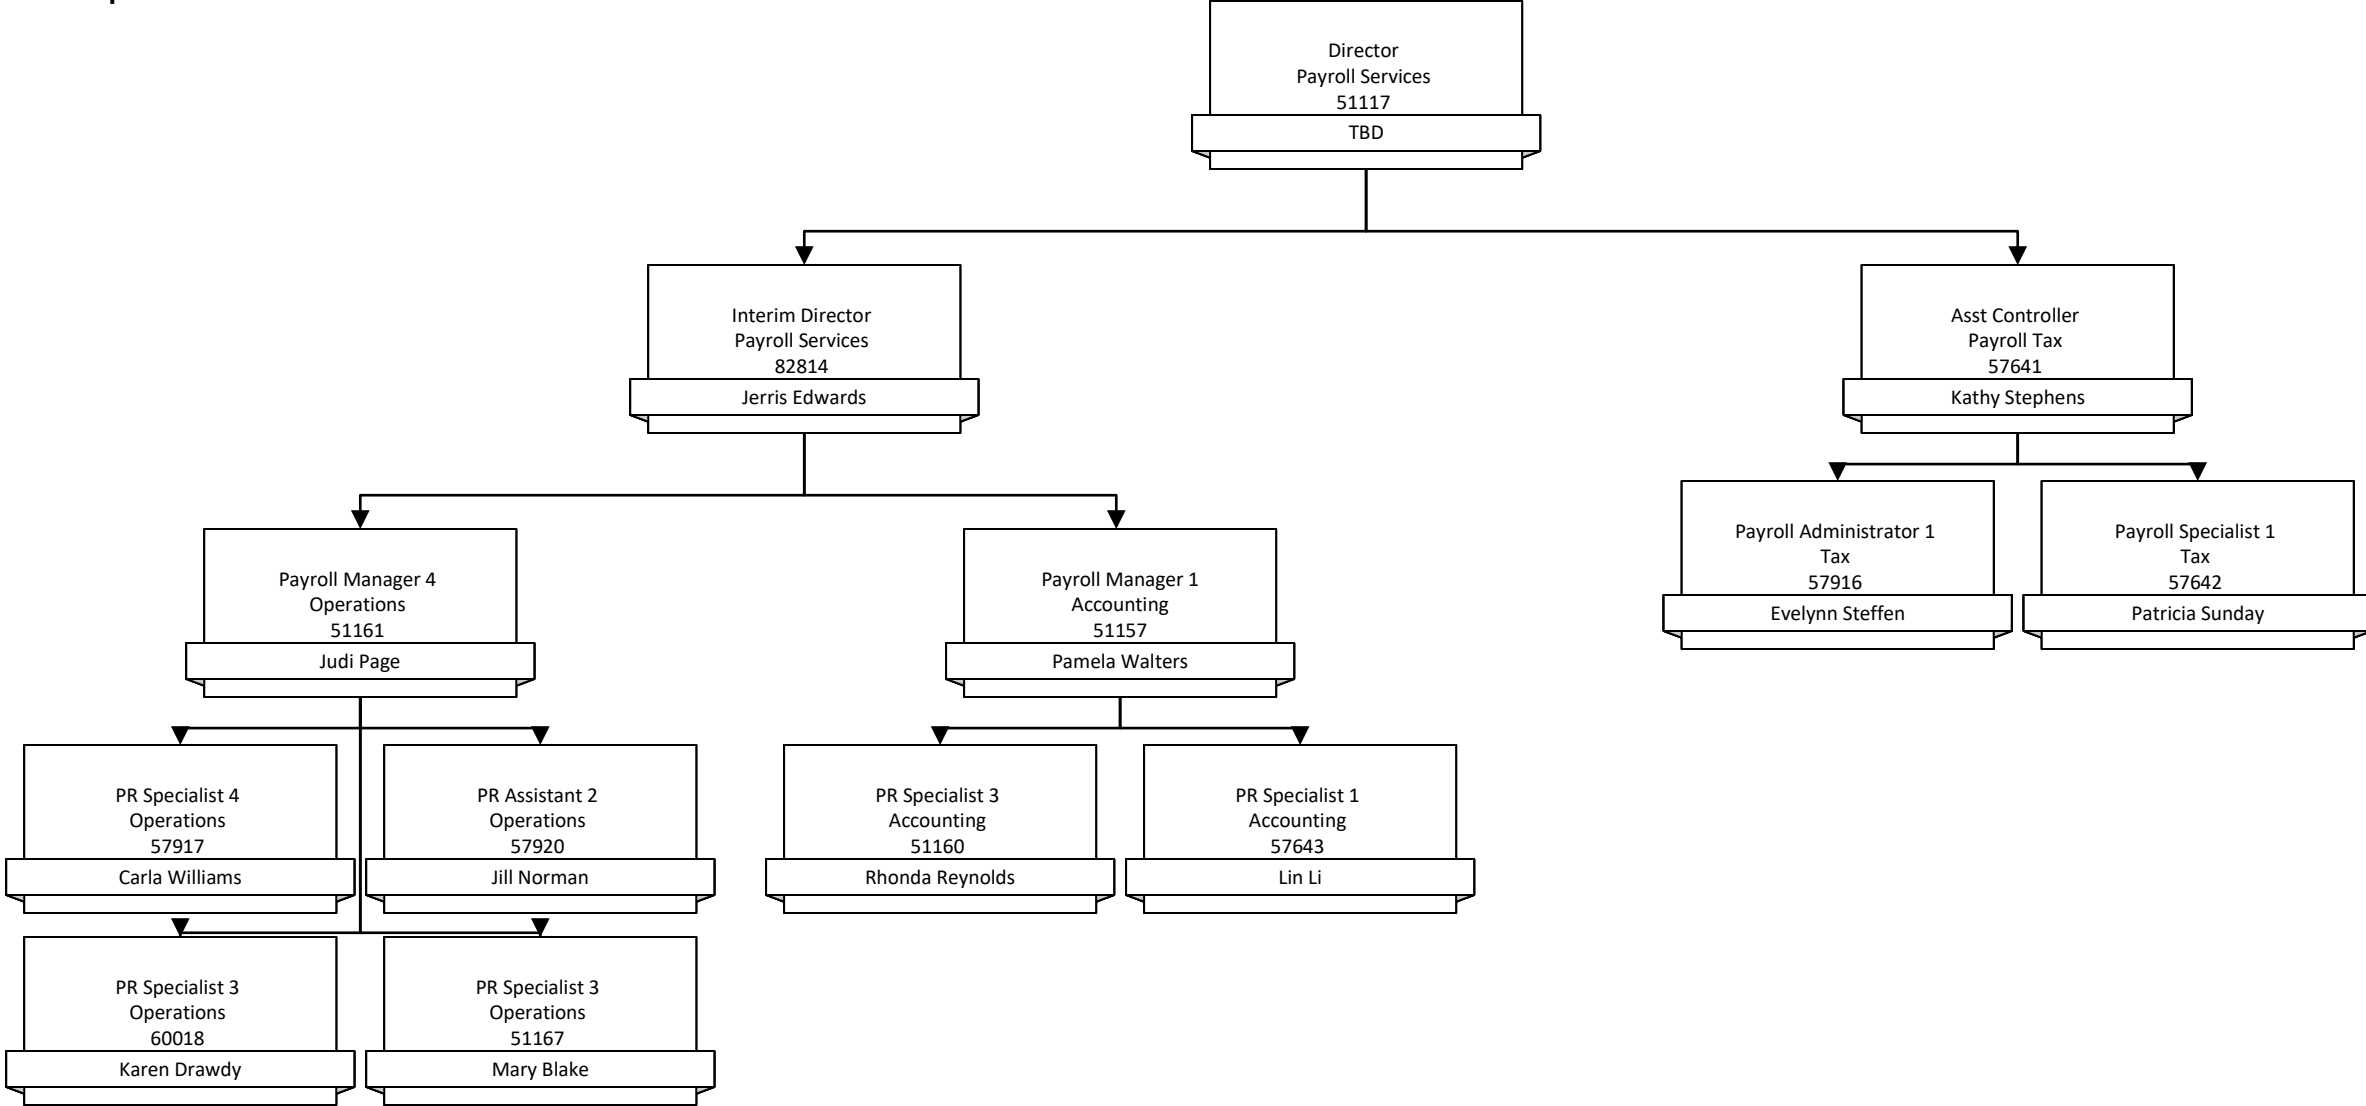 Director
Payroll Services
51117
TBD
Interim Director
Payroll Services
82814
Jerris Edwards
Asst Controller
Payroll Tax
57641
Kathy Stephens
Payroll Administrator 1
Tax
57916
Evelynn Steffen
Payroll Specialist 1
Tax
57642
Patricia Sunday
Payroll Manager 4
Operations
51161
Judi Page
Payroll Manager 1
Accounting
51157
Pamela Walters
PR Specialist 4
Operations
57917
Carla Williams
PR Assistant 2
Operations
57920
Jill Norman
PR Specialist 3
Accounting
51160
Rhonda Reynolds
PR Specialist 1
Accounting
57643
Lin Li
PR Specialist 3
Operations
60018
Karen Drawdy
PR Specialist 3
Operations
51167
Mary Blake